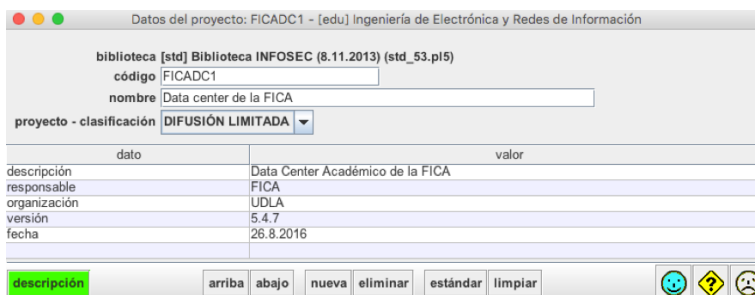 Datos del proyecto: FICADC1 - [edu] Ingeniería de Electrónica y Redes de Información
biblioteca [std] Biblioteca INFOSEC (8.11.2013) (std_53.pl5)
código FICADC1
nombre Data center de la FICA
proyecto - clasificación DIFUSIÓN LIMITADA
dato valor
descripción Data Center Académico de la FICA
responsable FICA
organización UDLA
versión 5.4.7
fecha 26.8.2016
descripción arriba abajo nueva eliminar estándar limpiar ?